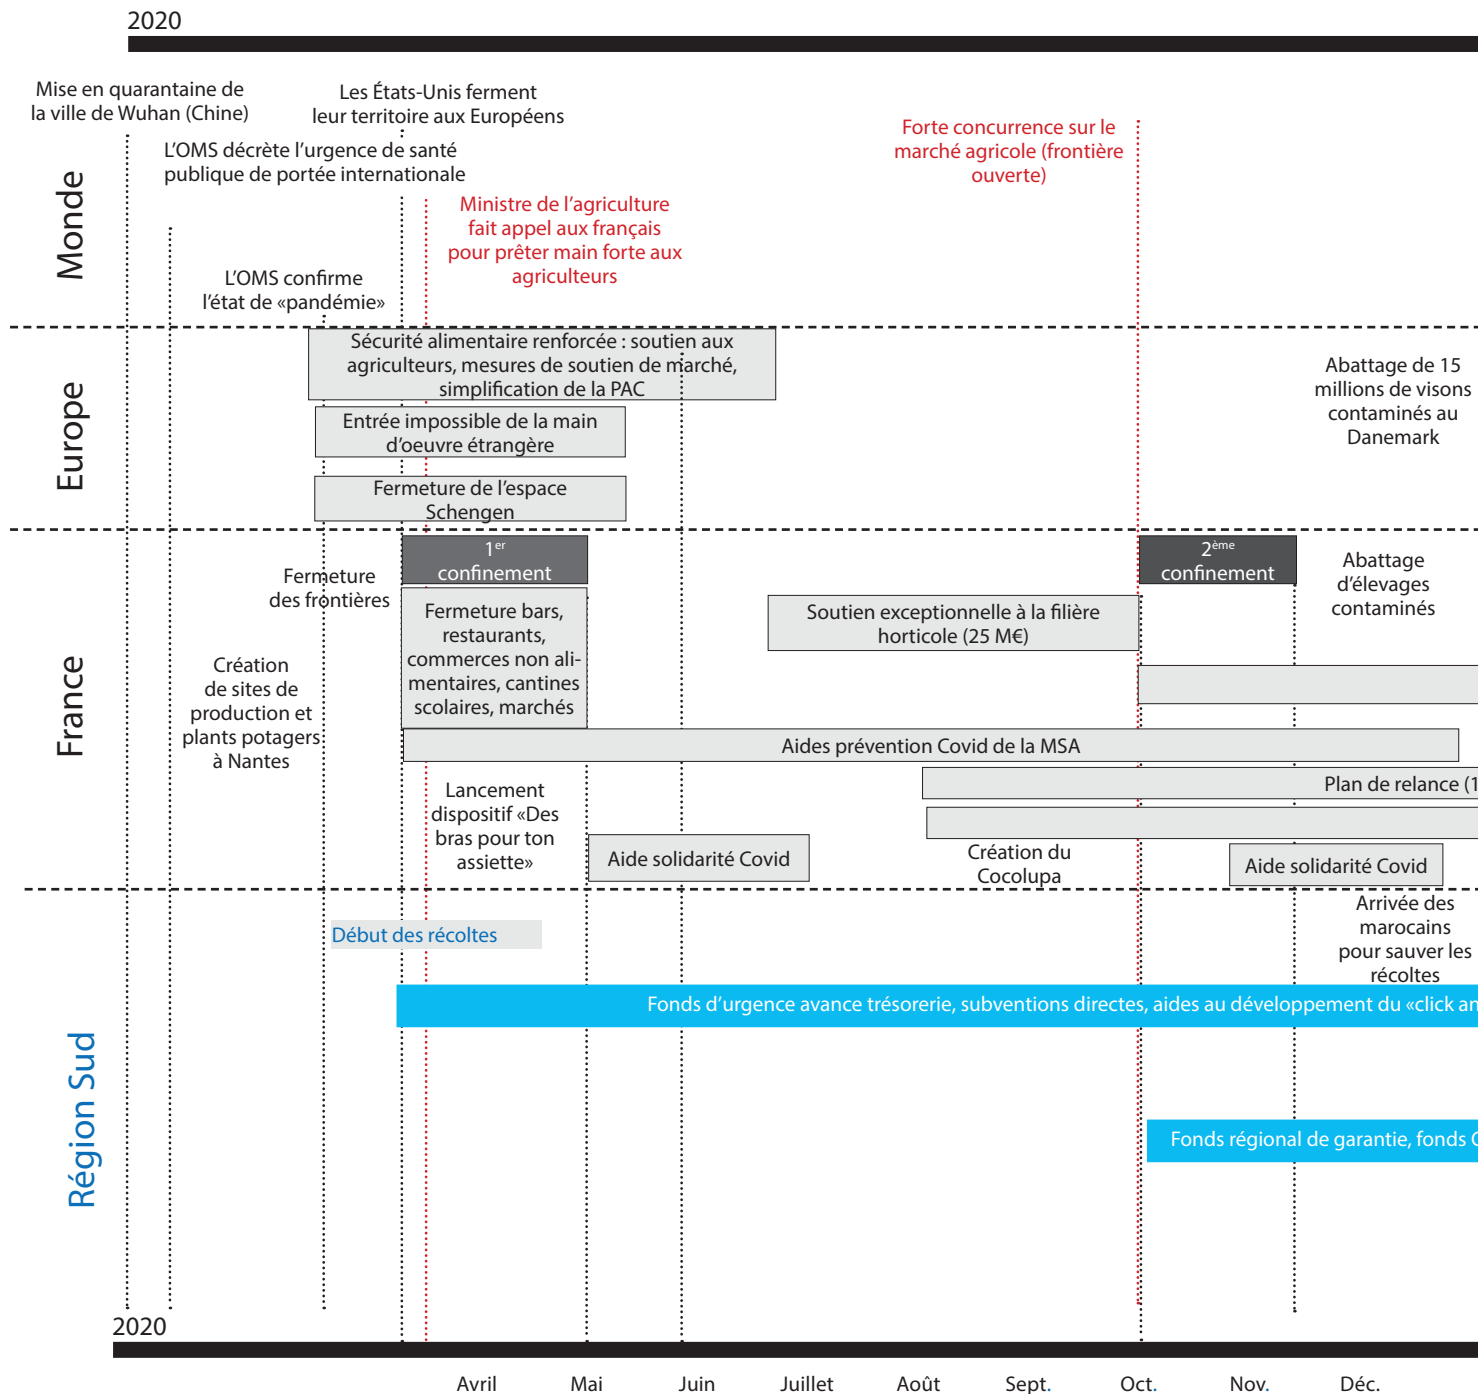 2020
Mise en quarantaine de
la ville de Wuhan (Chine)
Les États-Unis ferment
leur territoire aux Européens
L’OMS décrète l’urgence de santé
publique de portée internationale
Forte concurrence sur le
marché agricole (frontière
ouverte)
Monde
Ministre de l’agriculture
fait appel aux français
pour prêter main forte aux
agriculteurs
L’OMS confirme
l’état de «pandémie»
Europe
Sécurité alimentaire renforcée : soutien aux
agriculteurs, mesures de soutien de marché,
simplification de la PAC
Entrée impossible de la main
d’oeuvre étrangère
Fermeture de l’espace
Schengen
Abattage de 15
millions de visons
contaminés au
Danemark
France
1er
confinement
2ème
confinement
Fermeture
des frontières
Abattage
d’élevages
contaminés
Fermeture bars,
restaurants,
commerces non ali-
mentaires, cantines
scolaires, marchés
Soutien exceptionnelle à la filière
horticole (25 M€)
Création
de sites de
production et
plants potagers
à Nantes
Aides prévention Covid de la MSA
Plan de relance (1
Lancement
dispositif «Des
bras pour ton
assiette»
Aide solidarité Covid
Création du
Cocolupa
Aide solidarité Covid
Région Sud
Début des récoltes
Arrivée des
marocains
pour sauver les
récoltes
Fonds d’urgence avance trésorerie, subventions directes, aides au développement du «click an
Fonds régional de garantie, fonds
2020
Avril Mai Juin Juillet Août Sept. Oct. Nov. Déc.